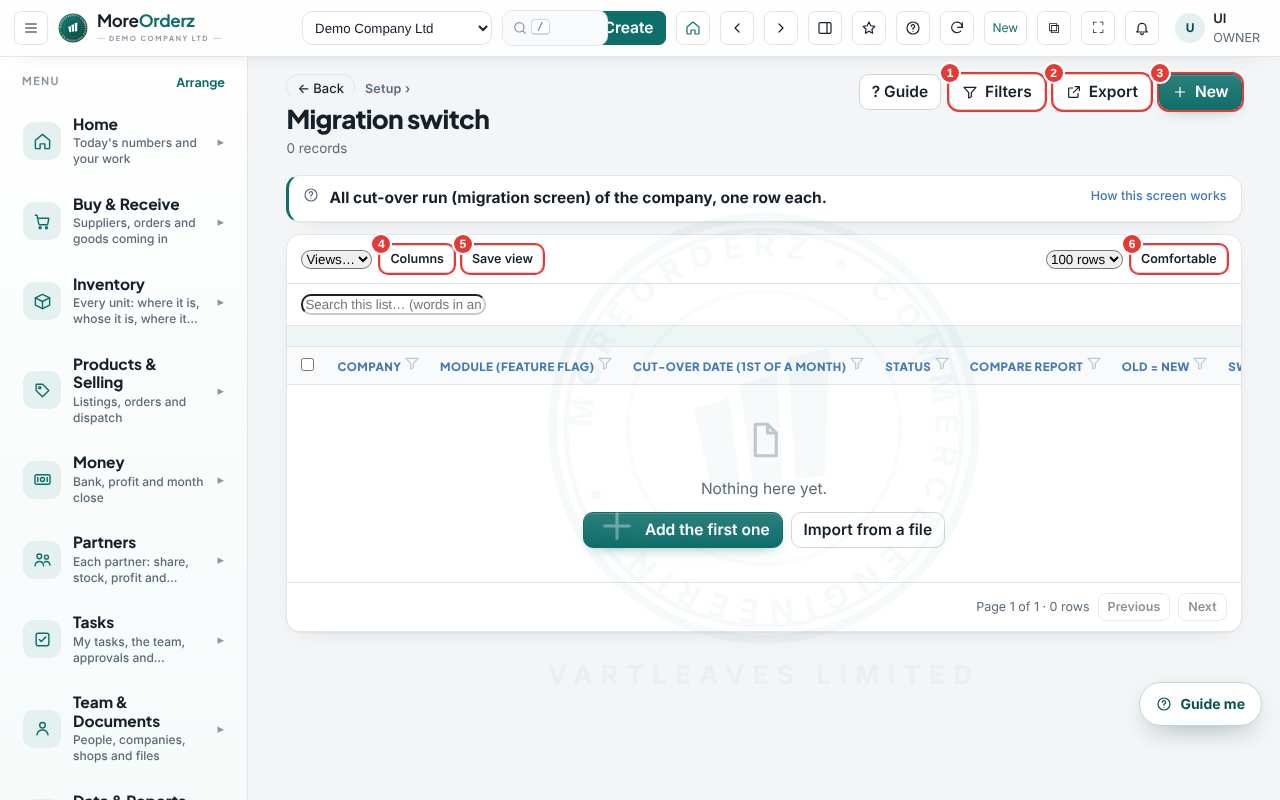 MoreOrderz
— DEMO COMPANY LTD —
Demo Company Ltd
/
Create
New
U
UI
OWNER
MENU
Arrange
Home
Today's numbers and
your work
Buy & Receive
Suppliers, orders and
goods coming in
Inventory
Every unit: where it is,
whose it is, where it...
Products &
Selling
Listings, orders and
dispatch
Money
Bank, profit and month
close
Partners
Each partner: share,
stock, profit and...
Tasks
My tasks, the team,
approvals and...
Team &
Documents
People, companies,
shops and files
Data & Reports
← Back
Setup ›
Migration switch
0 records
? Guide
1
Filters
2
Export
3
+ New
All cut-over run (migration screen) of the company, one row each.
How this screen works
Views...
4
Columns
5
Save view
100 rows
6
Comfortable
Search this list... (words in an
COMPANY
MODULE (FEATURE FLAG)
CUT-OVER DATE (1ST OF A MONTH)
STATUS
COMPARE REPORT
OLD = NEW
SW
Nothing here yet.
+ Add the first one
Import from a file
Page 1 of 1 · 0 rows
Previous
Next
MOREORDERZ • COMMERCE ENGINEERING •
VARTLEAVES LIMITED
Guide me